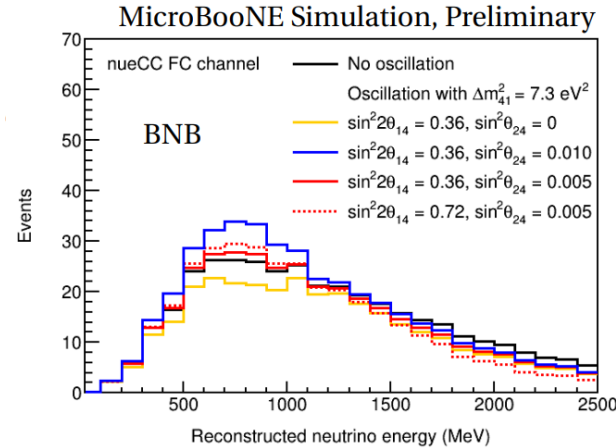 MicroBooNE Simulation, Preliminary
70
60
50
40
30
20
10
0
Events
nueCC FC channel
BNB
No oscillation
Oscillation with Δm²₄₁ = 7.3 eV²
sin²2θ₁₄ = 0.36, sin²θ₂₄ = 0
sin²2θ₁₄ = 0.36, sin²θ₂₄ = 0.010
sin²2θ₁₄ = 0.36, sin²θ₂₄ = 0.005
sin²2θ₁₄ = 0.72, sin²θ₂₄ = 0.005
500 1000 1500 2000 2500
Reconstructed neutrino energy (MeV)